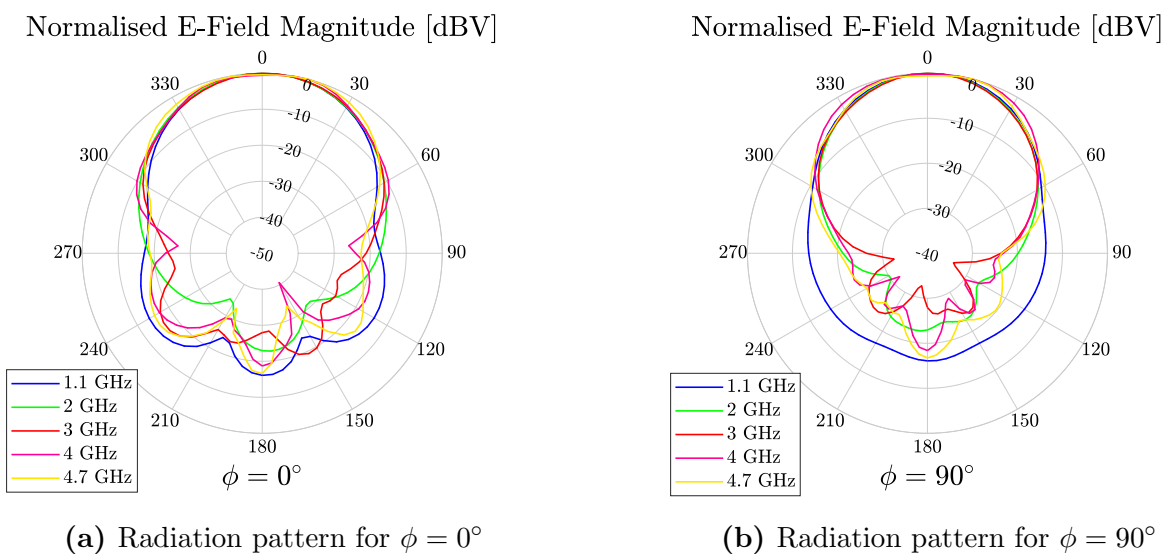 Normalised E-Field Magnitude [dBV]
0
330
30
0
-10
300
60
-20
-30
-40
270
-50
90
240
120
210
150
180
1.1 GHz
2 GHz
3 GHz
4 GHz
4.7 GHz
ϕ = 0°
(a) Radiation pattern for ϕ = 0°
Normalised E-Field Magnitude [dBV]
0
330
30
0
-10
300
60
-20
-30
270
-40
90
240
120
210
150
180
1.1 GHz
2 GHz
3 GHz
4 GHz
4.7 GHz
ϕ = 90°
(b) Radiation pattern for ϕ = 90°